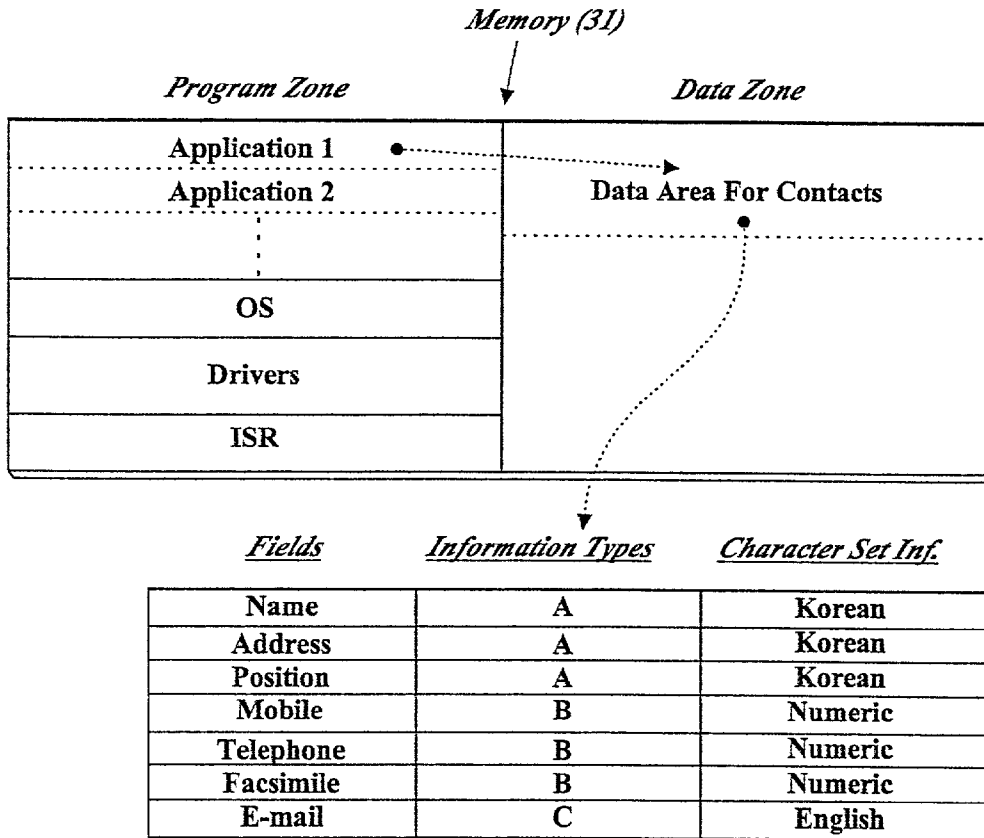 Memory (31)
Program Zone Data Zone
Application 1
Application 2
Data Area For Contacts
OS
Drivers
ISR
Fields Information Types Character Set Inf.
Name A Korean
Address A Korean
Position A Korean
Mobile B Numeric
Telephone B Numeric
Facsimile B Numeric
E-mail C English